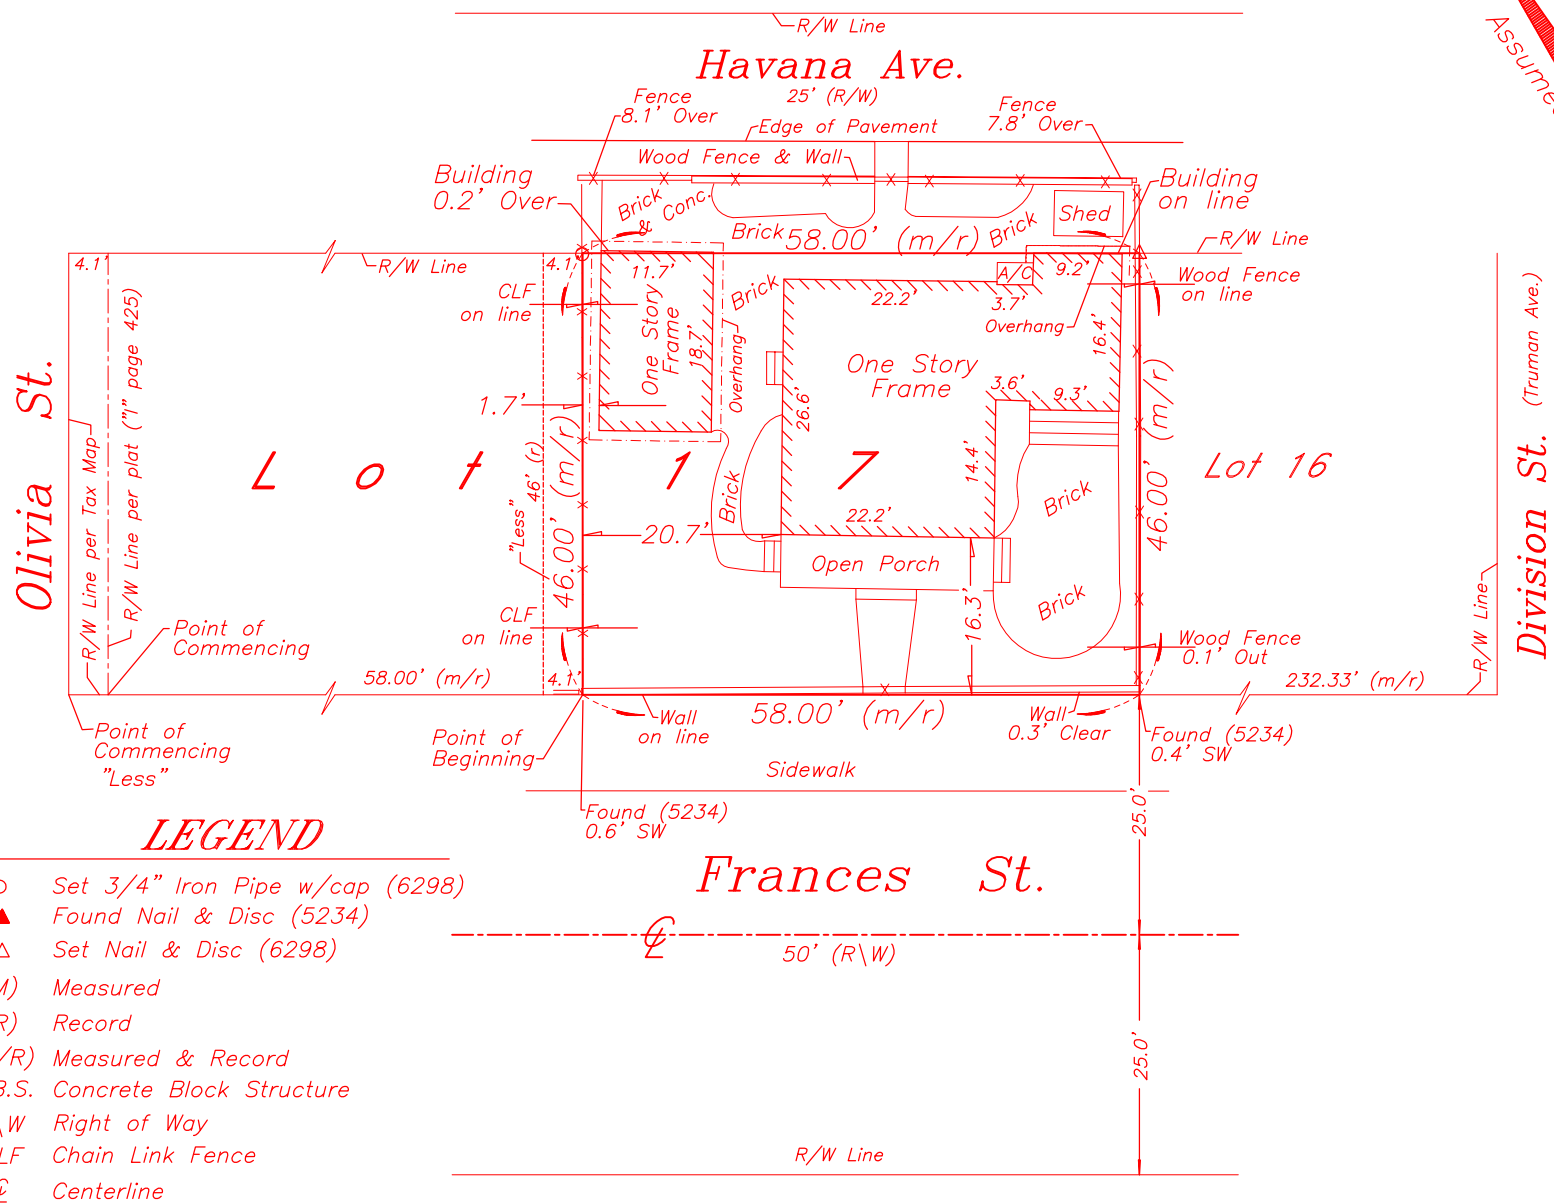 R/W Line
Havana Ave.
25' (R/W)
Fence
8.1' Over
Fence
7.8' Over
Edge of Pavement
Wood Fence & Wall
Building
0.2' Over
Building
on line
Brick
& Conc.
Brick
Brick
Shed
58.00' (m/r)
R/W Line
4.1'
R/W Line
4.1'
11.7'
Brick
A/C
9.2'
Wood Fence
on line
CLF
on line
One Story
Frame
18.7'
Overhang
22.2'
3.7'
Overhang
16.4'
One Story
Frame
3.6'
9.3'
26.6'
14.4'
1.7'
Olivia St.
R/W Line per Tax Map
R/W Line per plat ("1" page 425)
Lot 17
"Less" 46' (r)
46.00' (m/r)
Brick
20.7'
22.2'
Open Porch
16.3'
Brick
Brick
46.00' (m/r)
Lot 16
Division St. (Truman Ave.)
R/W Line
Point of
Commencing
CLF
on line
Wood Fence
0.1' Out
58.00' (m/r)
4.1'
232.33' (m/r)
58.00' (m/r)
Wall
on line
Wall
0.3' Clear
Point of
Commencing
"Less"
Point of
Beginning
Found (5234)
0.4' SW
Sidewalk
Found (5234)
0.6' SW
25.0'
Frances St.
50' (R\W)
25.0'
R/W Line
LEGEND
Set 3/4" Iron Pipe w/cap (6298)
Found Nail & Disc (5234)
Set Nail & Disc (6298)
M) Measured
R) Record
/R) Measured & Record
B.S. Concrete Block Structure
\W Right of Way
LF Chain Link Fence
℄ Centerline